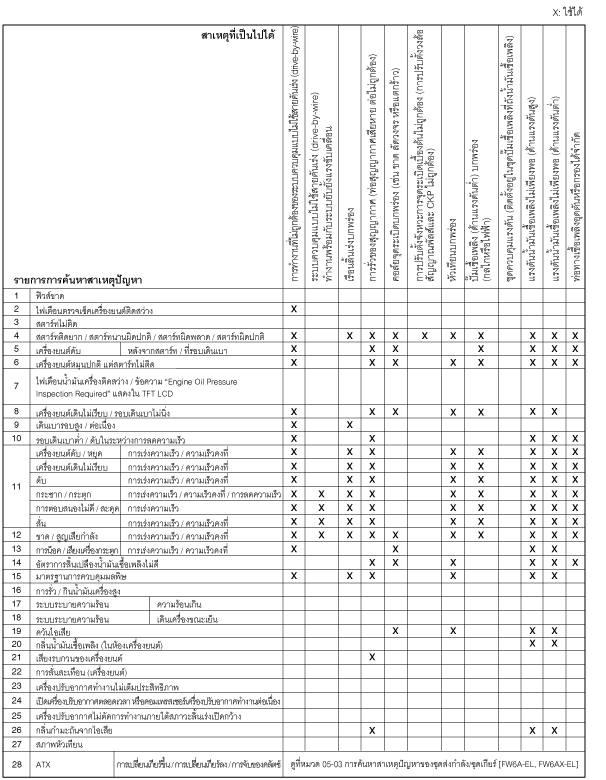 X: ใช้ได้
สาเหตุที่เป็นไปได้
รายการการค้นหาสาเหตุปัญหา
การทำงานที่ไม่ถูกต้องของระบบควบคุมแบบไม่ใช้สายคันเร่ง (drive-by-wire)
ระบบควบคุมแบบไม่ใช้สายคันเร่ง (drive-by-wire)
ทำงานพร้อมกับระบบยับยั้งแรงขับเคลื่อน
เรือนลิ้นเร่งบกพร่อง
การรั่วของสุญญากาศ (ท่อสุญญากาศเสียหาย ต่อไม่ถูกต้อง)
คอยล์จุดระเบิดบกพร่อง (เช่น ขาด ลัดวงจร หรือแตกร้าว)
การปรับตั้งจังหวะการจุดระเบิดเบื้องต้นไม่ถูกต้อง (การปรับตั้งวงล้อ
สัญญาณพัลส์และ CKP ไม่ถูกต้อง)
หัวเทียนบกพร่อง
ปั๊มเชื้อเพลิง (ด้านแรงดันต่ำ) บกพร่อง
(กลไกหรือไฟฟ้า)
ชุดควบคุมแรงดัน (ติดตั้งอยู่ในชุดปั๊มเชื้อเพลิงที่ถังน้ำมันเชื้อเพลิง)
แรงดันน้ำมันเชื้อเพลิงไม่เพียงพอ (ด้านแรงดันสูง)
แรงดันน้ำมันเชื้อเพลิงไม่เพียงพอ (ด้านแรงดันต่ำ)
ท่อทางเชื้อเพลิงอุดตันหรือกรองได้จำกัด
1 ฟิวส์ขาด
2 ไฟเตือนตรวจเช็คเครื่องยนต์ติดสว่าง X
3 สตาร์ทไม่ติด
4 สตาร์ทติดยาก / สตาร์ทนานผิดปกติ / สตาร์ทผิดพลาด / สตาร์ทผิดปกติ X X X X X X X X X X
5 เครื่องยนต์ดับ หลังจากสตาร์ท / ที่รอบเดินเบา X X X X X X X
6 เครื่องยนต์หมุนปกติ แต่สตาร์ทไม่ติด X X X X X X X X
7 ไฟเตือนน้ำมันเครื่องติดสว่าง / ข้อความ "Engine Oil Pressure
Inspection Required" แสดงใน TFT LCD
8 เครื่องยนต์เดินไม่เรียบ / รอบเดินเบาไม่นิ่ง X X X X X X X
9 เดินเบารอบสูง / ต่อเนื่อง X X
10 รอบเดินเบาต่ำ / ดับในระหว่างการลดความเร็ว X X X X X
11
เครื่องยนต์ดับ / หยุด การเร่งความเร็ว / ความเร็วคงที่ X X X X X X X X
เครื่องยนต์เดินไม่เรียบ การเร่งความเร็ว / ความเร็วคงที่ X X X X X X X X
ดับ การเร่งความเร็ว / ความเร็วคงที่ X X X X X X X X
กระชาก / กระตุก การเร่งความเร็ว / ความเร็วคงที่ / การลดความเร็ว X X X X X X X X X
การตอบสนองไม่ดี / สะดุด การเร่งความเร็ว X X X X X X X X X
สั่น การเร่งความเร็ว / ความเร็วคงที่ X X X X X X X X X
12 ขาด / สูญเสียกำลัง การเร่งความเร็ว / ความเร็วคงที่ X X X X X X X X X X
13 การน็อค / เสียงเครื่องกระตุก การเร่งความเร็ว / ความเร็วคงที่ X X X X
14 อัตราการสิ้นเปลืองน้ำมันเชื้อเพลิงไม่ดี X X X X X X
15 มาตรฐานการควบคุมมลพิษ X X X X X X
16 การรั่ว / กินน้ำมันเครื่องสูง
17 ระบบระบายความร้อน ความร้อนเกิน
18 ระบบระบายความร้อน เดินเครื่องขณะเย็น
19 ควันไอเสีย X X X X
20 กลิ่นน้ำมันเชื้อเพลิง (ในห้องเครื่องยนต์) X X
21 เสียงรบกวนของเครื่องยนต์ X
22 การสั่นสะเทือน (เครื่องยนต์)
23 เครื่องปรับอากาศทำงานไม่เต็มประสิทธิภาพ
24 เปิดเครื่องปรับอากาศตลอดเวลา หรือคอมเพรสเซอร์เครื่องปรับอากาศทำงานต่อเนื่อง
25 เครื่องปรับอากาศไม่ตัดการทำงานภายใต้สภาวะลิ้นเร่งเปิดกว้าง
26 กลิ่นกำมะถันจากไอเสีย X X X
27 สภาพหัวเทียน
28 ATX การเปลี่ยนเกียร์ขึ้น / การเปลี่ยนเกียร์ลง / การจับของคลัตช์ ดูที่หมวด 05-03 การค้นหาสาเหตุปัญหาของชุดส่งกำลัง/ชุดเกียร์ [FW6A-EL, FW6AX-EL]